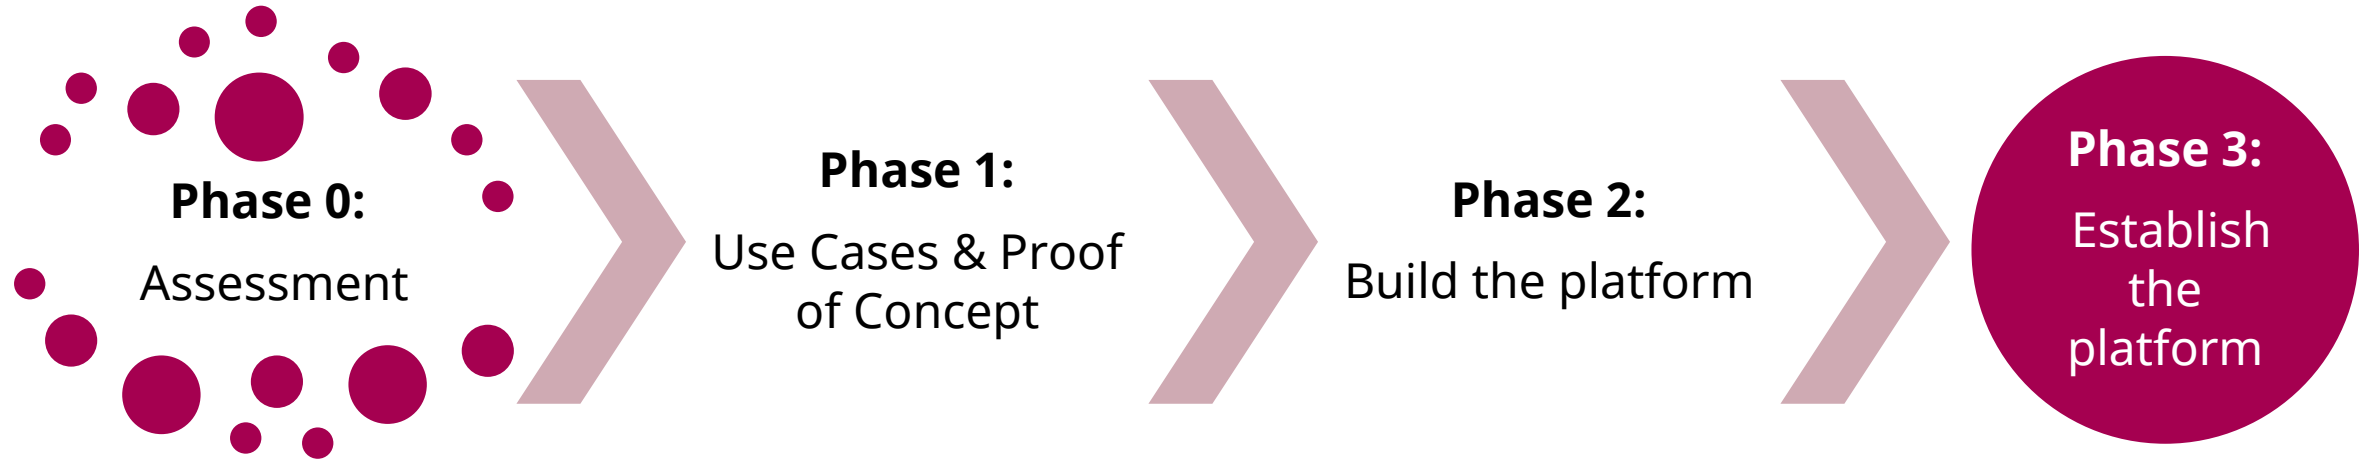 Phase 0:
Assessment
Phase 1:
Use Cases & Proof
of Concept
Phase 2:
Build the platform
Phase 3:
Establish
the
platform